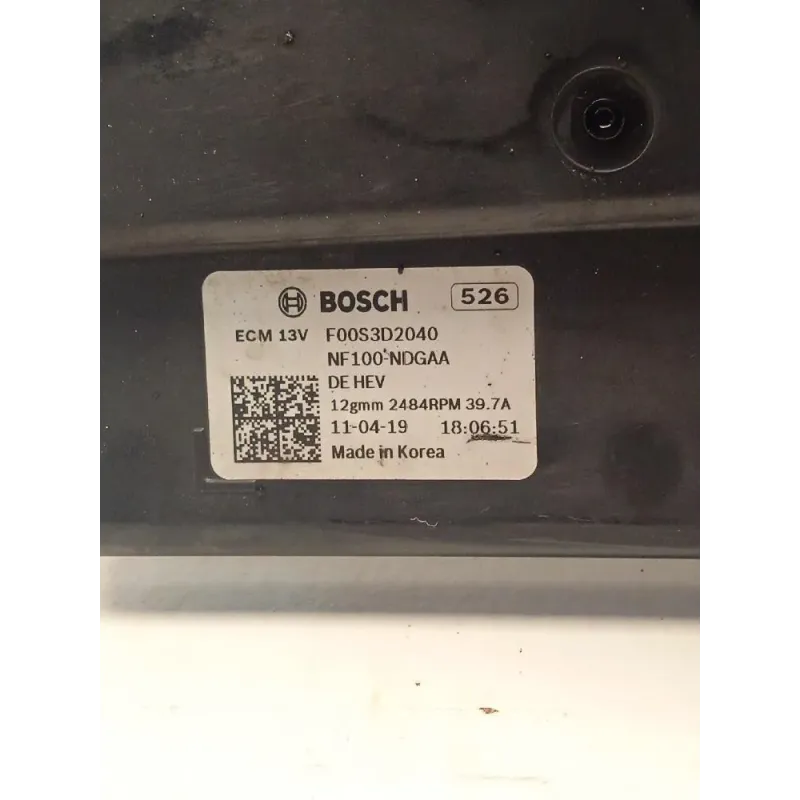 BOSCH 526
ECM 13V F00S3D2040
NF100-NDGAA
DE HEV
12gmm 2484RPM 39.7A
11-04-19 18:06:51
Made in Korea